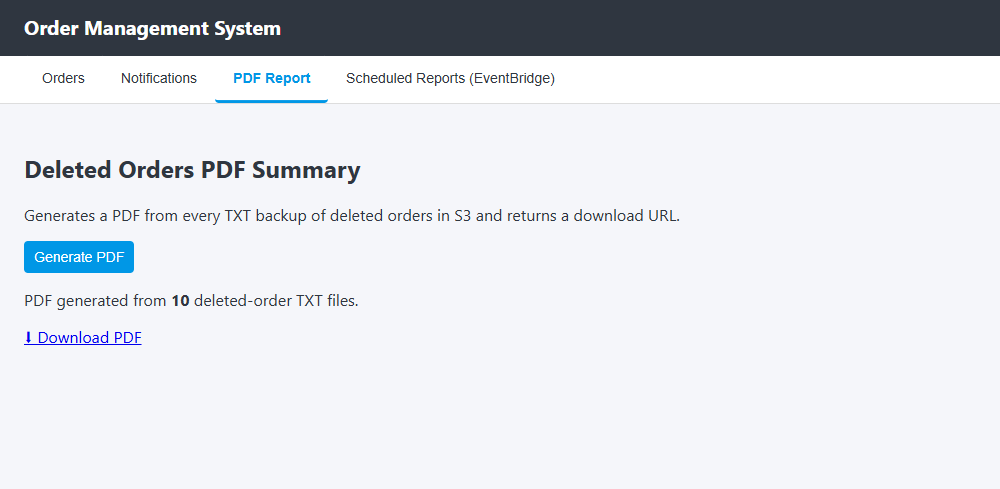 Order Management System
Orders Notifications PDF Report Scheduled Reports (EventBridge)
Deleted Orders PDF Summary
Generates a PDF from every TXT backup of deleted orders in S3 and returns a download URL.
Generate PDF
PDF generated from 10 deleted-order TXT files.
⬇ Download PDF